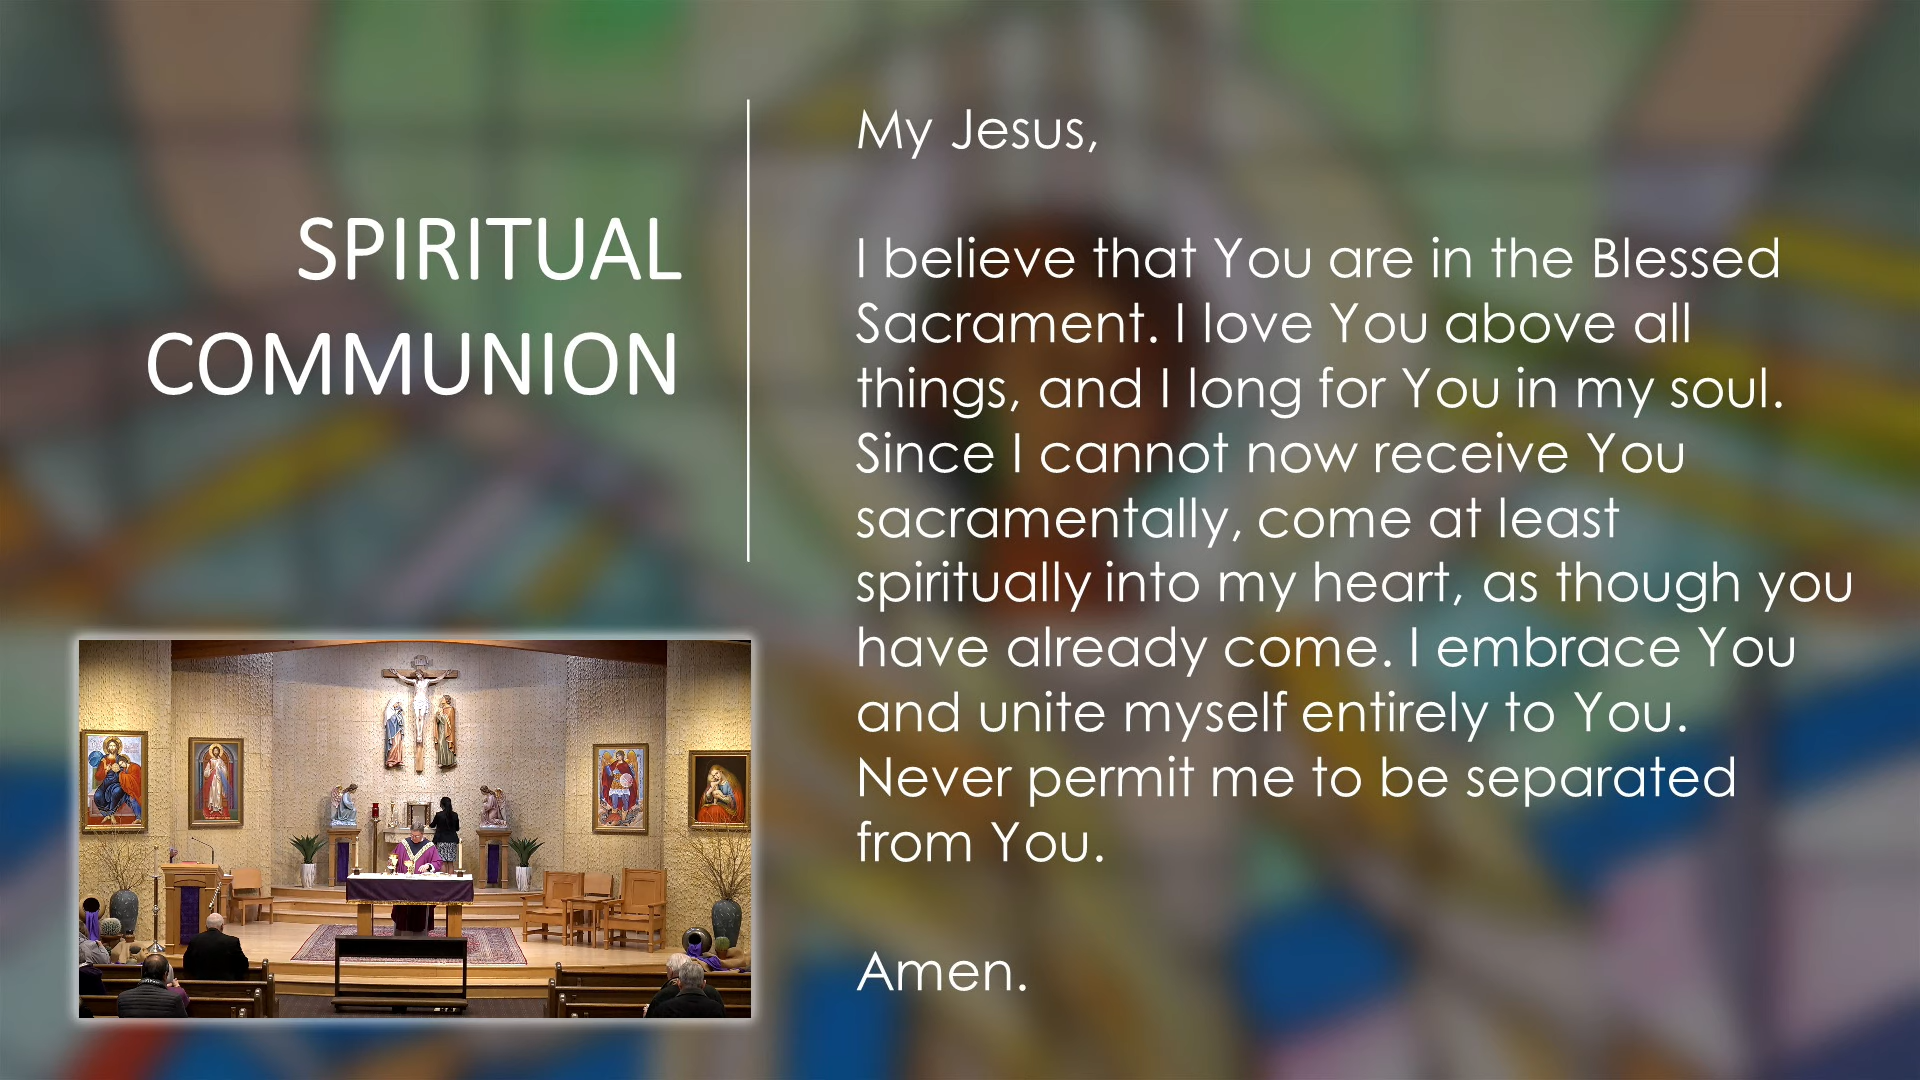 SPIRITUAL
COMMUNION
My Jesus,
I believe that You are in the Blessed
Sacrament. I love You above all
things, and I long for You in my soul.
Since I cannot now receive You
sacramentally, come at least
spiritually into my heart, as though you
have already come. I embrace You
and unite myself entirely to You.
Never permit me to be separated
from You.
Amen.